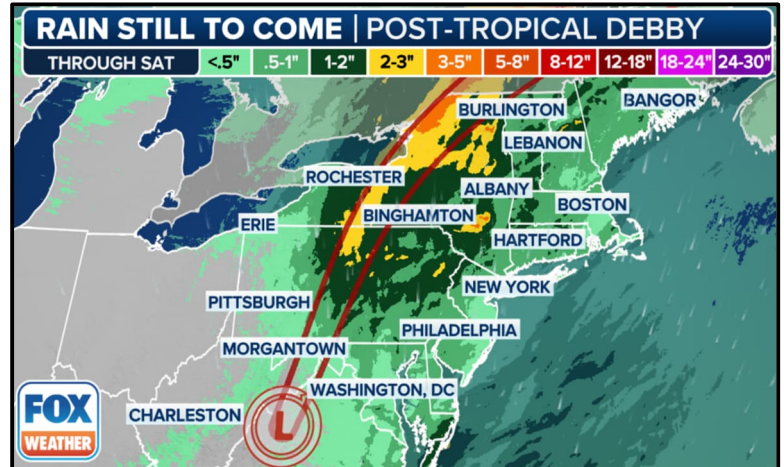 RAIN STILL TO COME | POST-TROPICAL DEBBY
THROUGH SAT <.5" .5-1" 1-2" 2-3" 3-5" 5-8" 8-12" 12-18" 18-24" 24-30"
BURLINGTON
BANGOR
LEBANON
ROCHESTER
ALBANY
BOSTON
BINGHAMTON
ERIE
HARTFORD
NEW YORK
PITTSBURGH
PHILADELPHIA
MORGANTOWN
WASHINGTON, DC
CHARLESTON
L
FOX
WEATHER